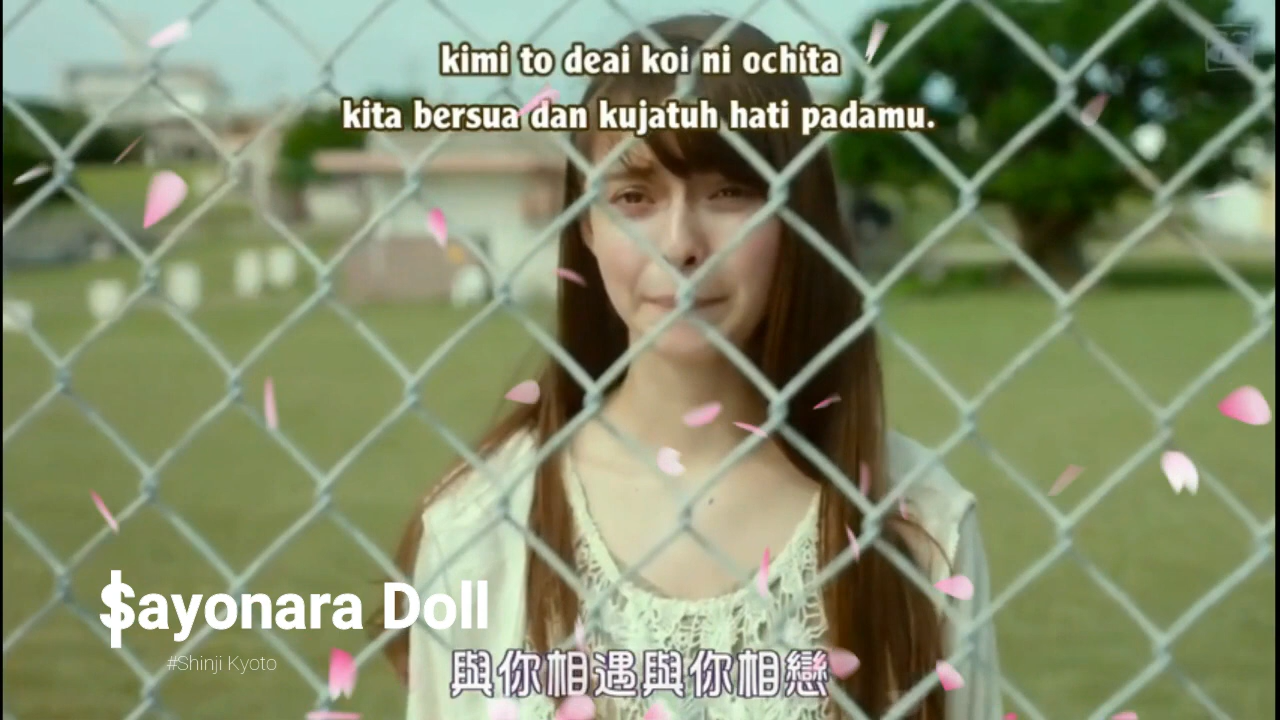 kimi to deai koi ni ochita
kita bersua dan kujatuh hati padamu.
$ayonara Doll
#Shinji Kyoto
與你相遇與你相戀